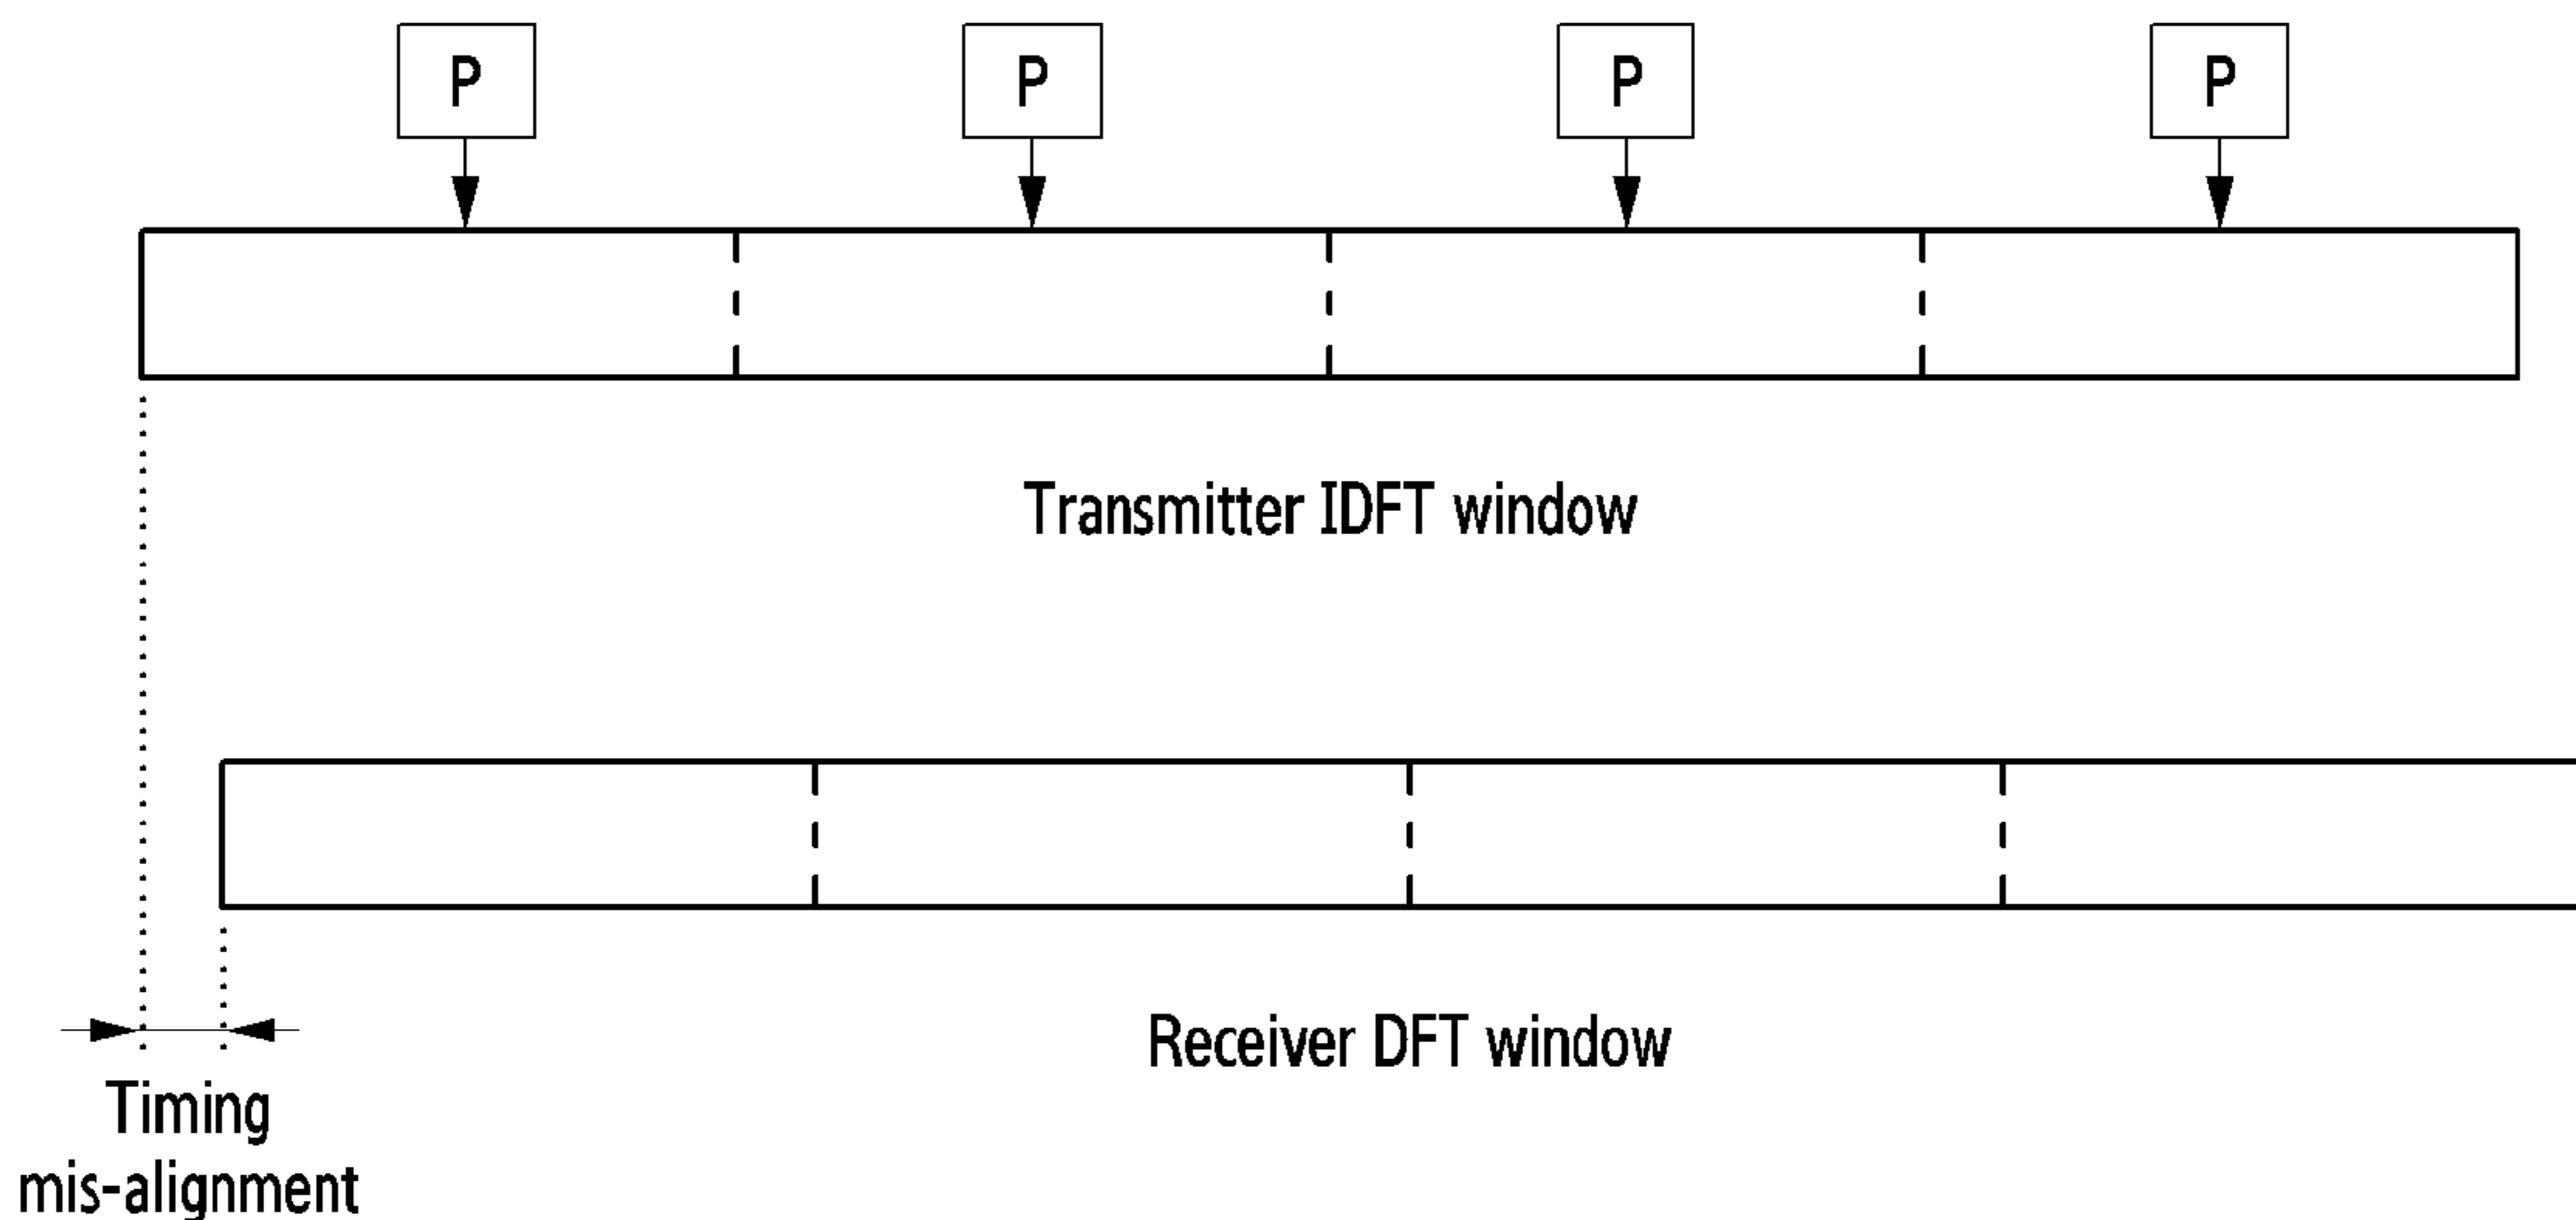 P P P P
Transmitter IDFT window
Receiver DFT window
Timing
mis-alignment